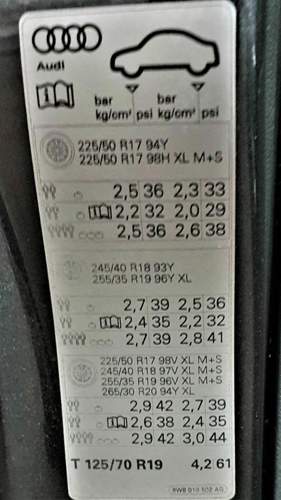 Audi
bar bar
kg/cm² psi kg/cm² psi
225/50 R17 94Y
225/50 R17 98H XL M+S
2,5 36 2,3 33
2,2 32 2,0 29
2,5 36 2,6 38
245/40 R18 93Y
255/35 R19 96Y XL
2,7 39 2,5 36
2,4 35 2,2 32
2,7 39 2,8 41
225/50 R17 98V XL M+S
245/40 R18 97V XL M+S
255/35 R19 96V XL M+S
265/30 R20 94Y XL
2,9 42 2,7 39
2,6 38 2,4 35
2,9 42 3,0 44
T 125/70 R19 4,2 61